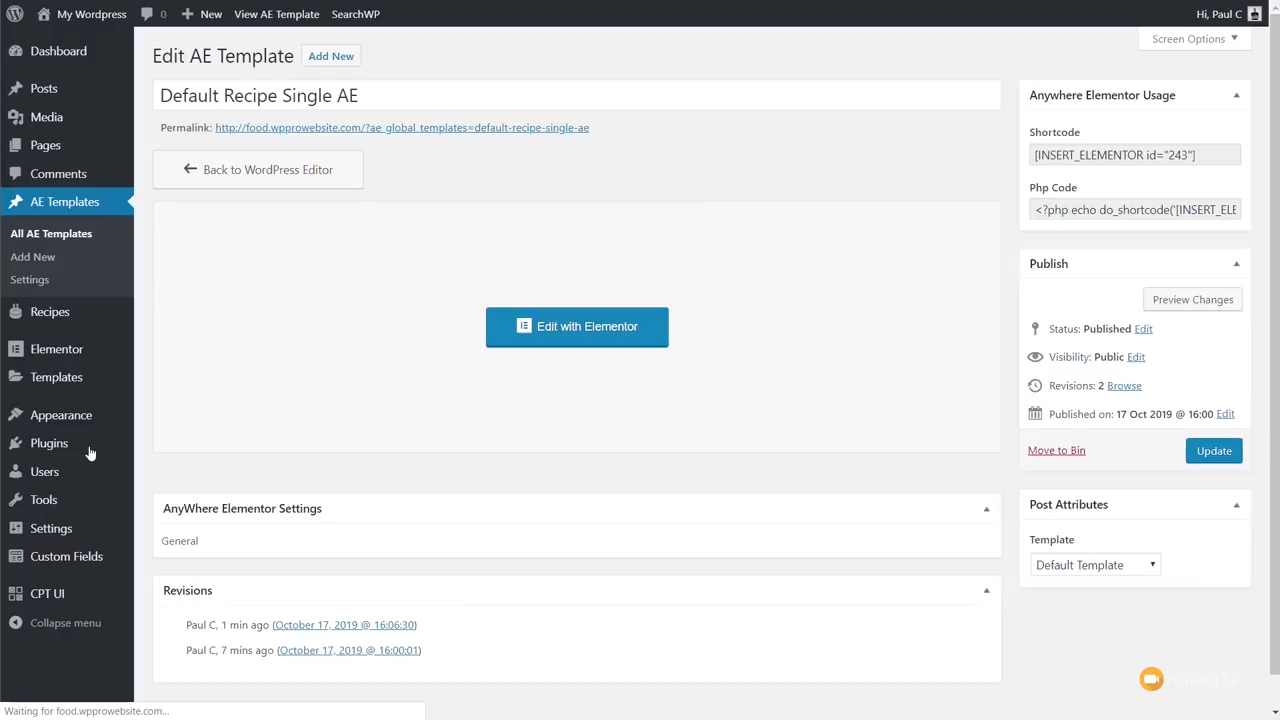 My Wordpress
0
New
View AE Template
SearchWP
Hi, Paul C
Dashboard
Posts
Media
Pages
Comments
AE Templates
All AE Templates
Add New
Settings
Recipes
Elementor
Templates
Appearance
Plugins
Users
Tools
Settings
Custom Fields
CPT UI
Collapse menu
Screen Options
Edit AE Template
Add New
Default Recipe Single AE
Permalink: http://food.wpprowebsite.com/?ae_global_templates=default-recipe-single-ae
Back to WordPress Editor
Edit with Elementor
AnyWhere Elementor Settings
General
Revisions
Paul C, 1 min ago (October 17, 2019 @ 16:06:30)
Paul C, 7 mins ago (October 17, 2019 @ 16:00:01)
Anywhere Elementor Usage
Shortcode
[INSERT_ELEMENTOR id="243"]
Php Code
<?php echo do_shortcode('[INSERT_ELE
Publish
Preview Changes
Status: Published Edit
Visibility: Public Edit
Revisions: 2 Browse
Published on: 17 Oct 2019 @ 16:00 Edit
Move to Bin
Update
Post Attributes
Template
Default Template
Waiting for food.wpprowebsite.com...